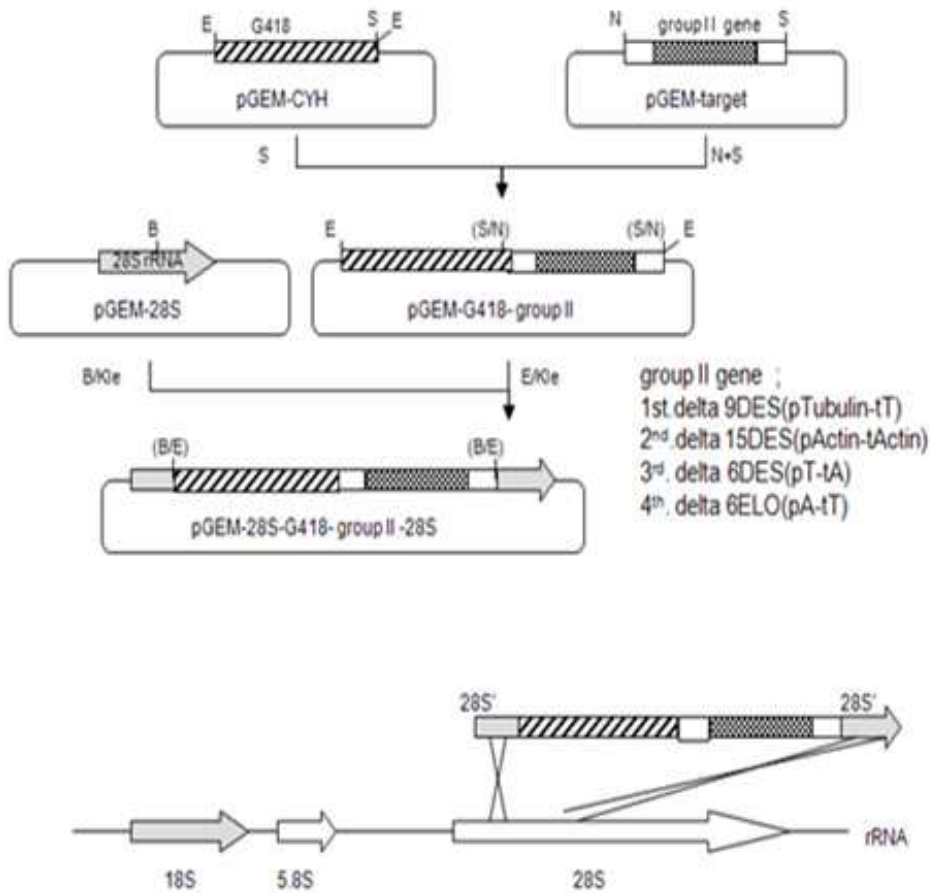 E G418 S E
pGEM-CYH
N group II gene S
pGEM-target
S
N+S
B
28S rRNA
pGEM-28S
E (S/N) (S/N) E
pGEM-G418- group II
B/Kle
E/Kle
(B/E) (B/E)
pGEM-28S-G418- group II -28S
group II gene ;
1st. delta 9DES(pTubulin-tT)
2nd. delta 15DES(pActin-tActin)
3rd. delta 6DES(pT-tA)
4th. delta 6ELO(pA-tT)
28S' 28S'
rRNA
18S 5.8S 28S